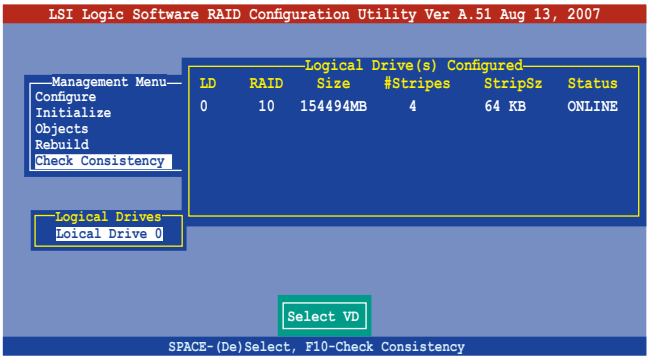 LSI Logic Software RAID Configuration Utility Ver A.51 Aug 13, 2007
Logical Drive(s) Configured
LD RAID Size #Stripes StripSz Status
0 10 154494MB 4 64 KB ONLINE
Management Menu
Configure
Initialize
Objects
Rebuild
Check Consistency
Logical Drives
Loical Drive 0
Select VD
SPACE-(De)Select, F10-Check Consistency